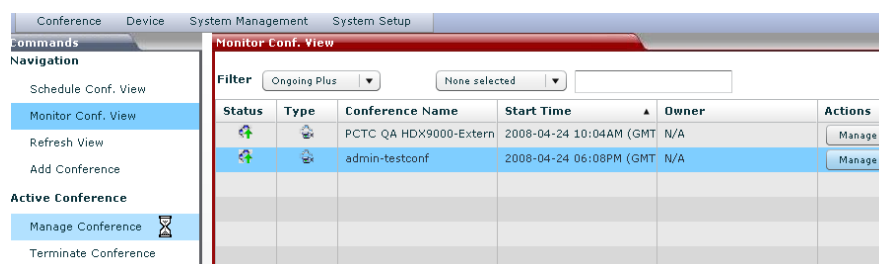 Conference Device System Management System Setup
Commands
Navigation
Schedule Conf. View
Monitor Conf. View
Refresh View
Add Conference
Active Conference
Manage Conference
Terminate Conference
Monitor Conf. View
Filter Ongoing Plus None selected
Status Type Conference Name Start Time Owner Actions
PCTC QA HDX9000-Extern 2008-04-24 10:04AM (GMT N/A Manage
admin-testconf 2008-04-24 06:08PM (GMT N/A Manage